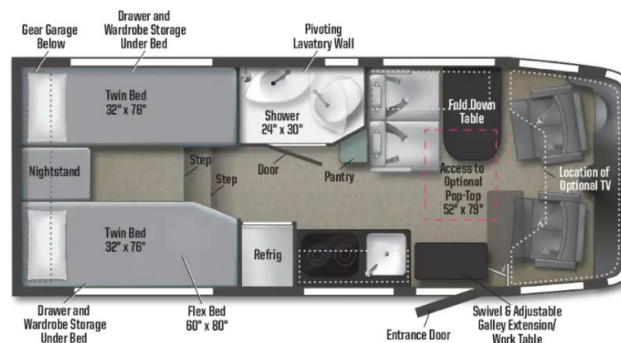 Gear Garage
Below
Drawer and
Wardrobe Storage
Under Bed
Pivoting
Lavatory Wall
Twin Bed
32" x 76"
Shower
24" x 30"
Fold Down
Table
Nightstand
Step
Step
Door
Pantry
Access to
Optional
Pop-Top
52" x 79"
Location of
Optional TV
Twin Bed
32" x 76"
Refrig
Drawer and
Wardrobe Storage
Under Bed
Flex Bed
60" x 80"
Entrance Door
Swivel & Adjustable
Galley Extension/
Work Table